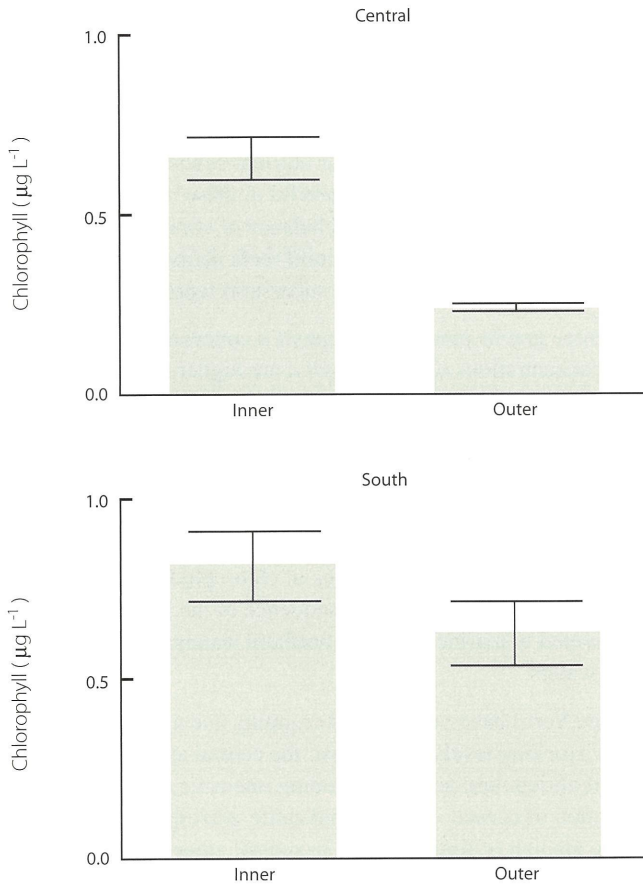 Central
Chlorophyll ( µg L-1 )
1.0
0.5
0.0
Inner Outer
South
Chlorophyll ( µg L-1 )
1.0
0.5
0.0
Inner Outer